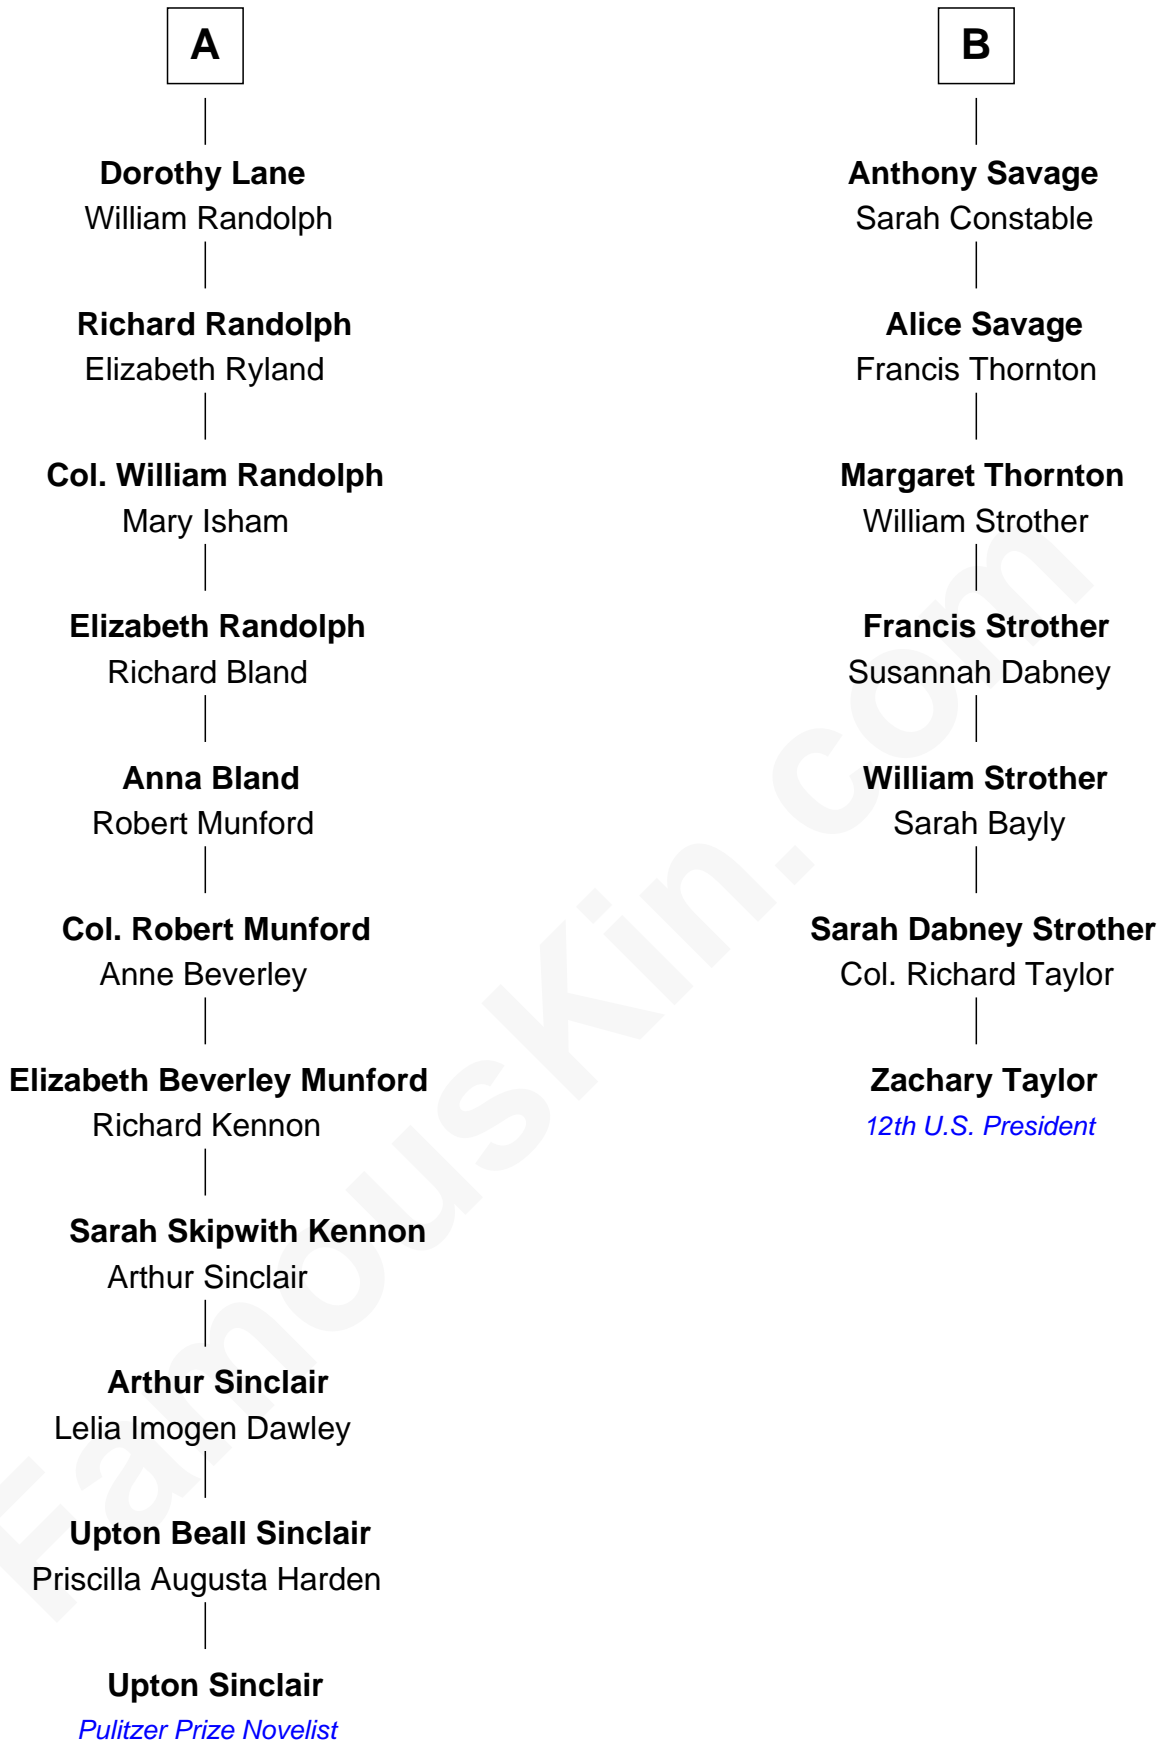 A
Dorothy Lane
William Randolph
Richard Randolph
Elizabeth Ryland
Col. William Randolph
Mary Isham
Elizabeth Randolph
Richard Bland
Anna Bland
Robert Munford
Col. Robert Munford
Anne Beverley
Elizabeth Beverley Munford
Richard Kennon
Sarah Skipwith Kennon
Arthur Sinclair
Arthur Sinclair
Lelia Imogen Dawley
Upton Beall Sinclair
Priscilla Augusta Harden
Upton Sinclair
Pulitzer Prize Novelist
B
Anthony Savage
Sarah Constable
Alice Savage
Francis Thornton
Margaret Thornton
William Strother
Francis Strother
Susannah Dabney
William Strother
Sarah Bayly
Sarah Dabney Strother
Col. Richard Taylor
Zachary Taylor
12th U.S. President
FamousKin.com